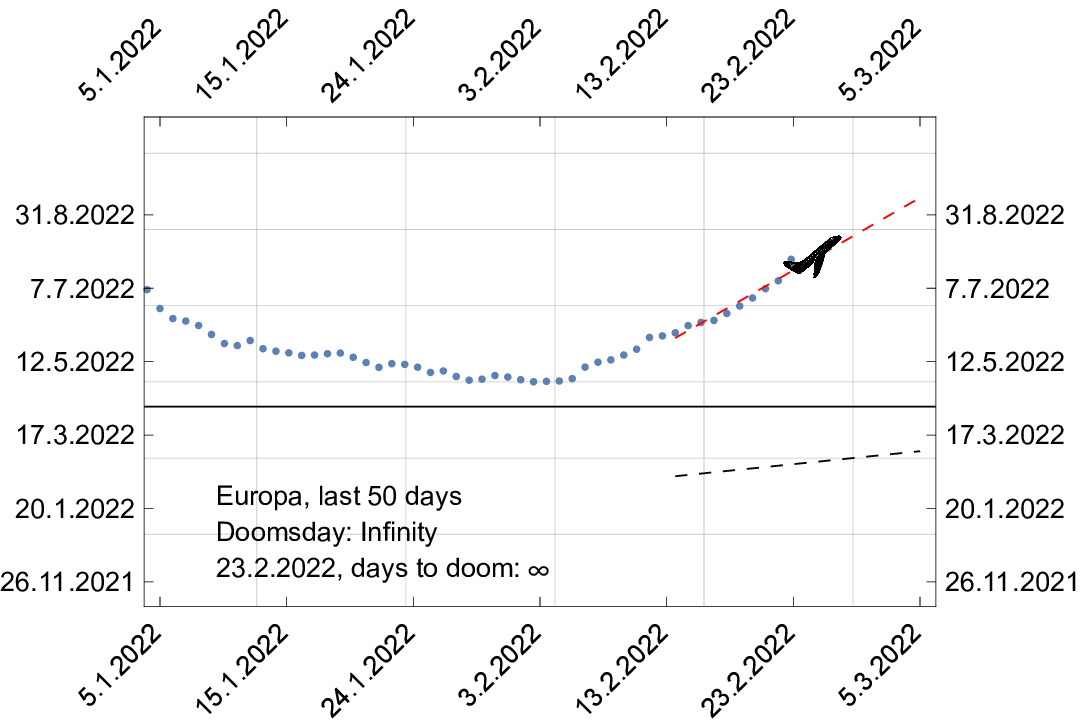 5.1.2022 15.1.2022 24.1.2022 3.2.2022 13.2.2022 23.2.2022 5.3.2022
31.8.2022 31.8.2022
7.7.2022 7.7.2022
12.5.2022 12.5.2022
17.3.2022 17.3.2022
Europa, last 50 days
20.1.2022 20.1.2022
Doomsday: Infinity
23.2.2022, days to doom: ∞
26.11.2021 26.11.2021
5.1.2022 15.1.2022 24.1.2022 3.2.2022 13.2.2022 23.2.2022 5.3.2022